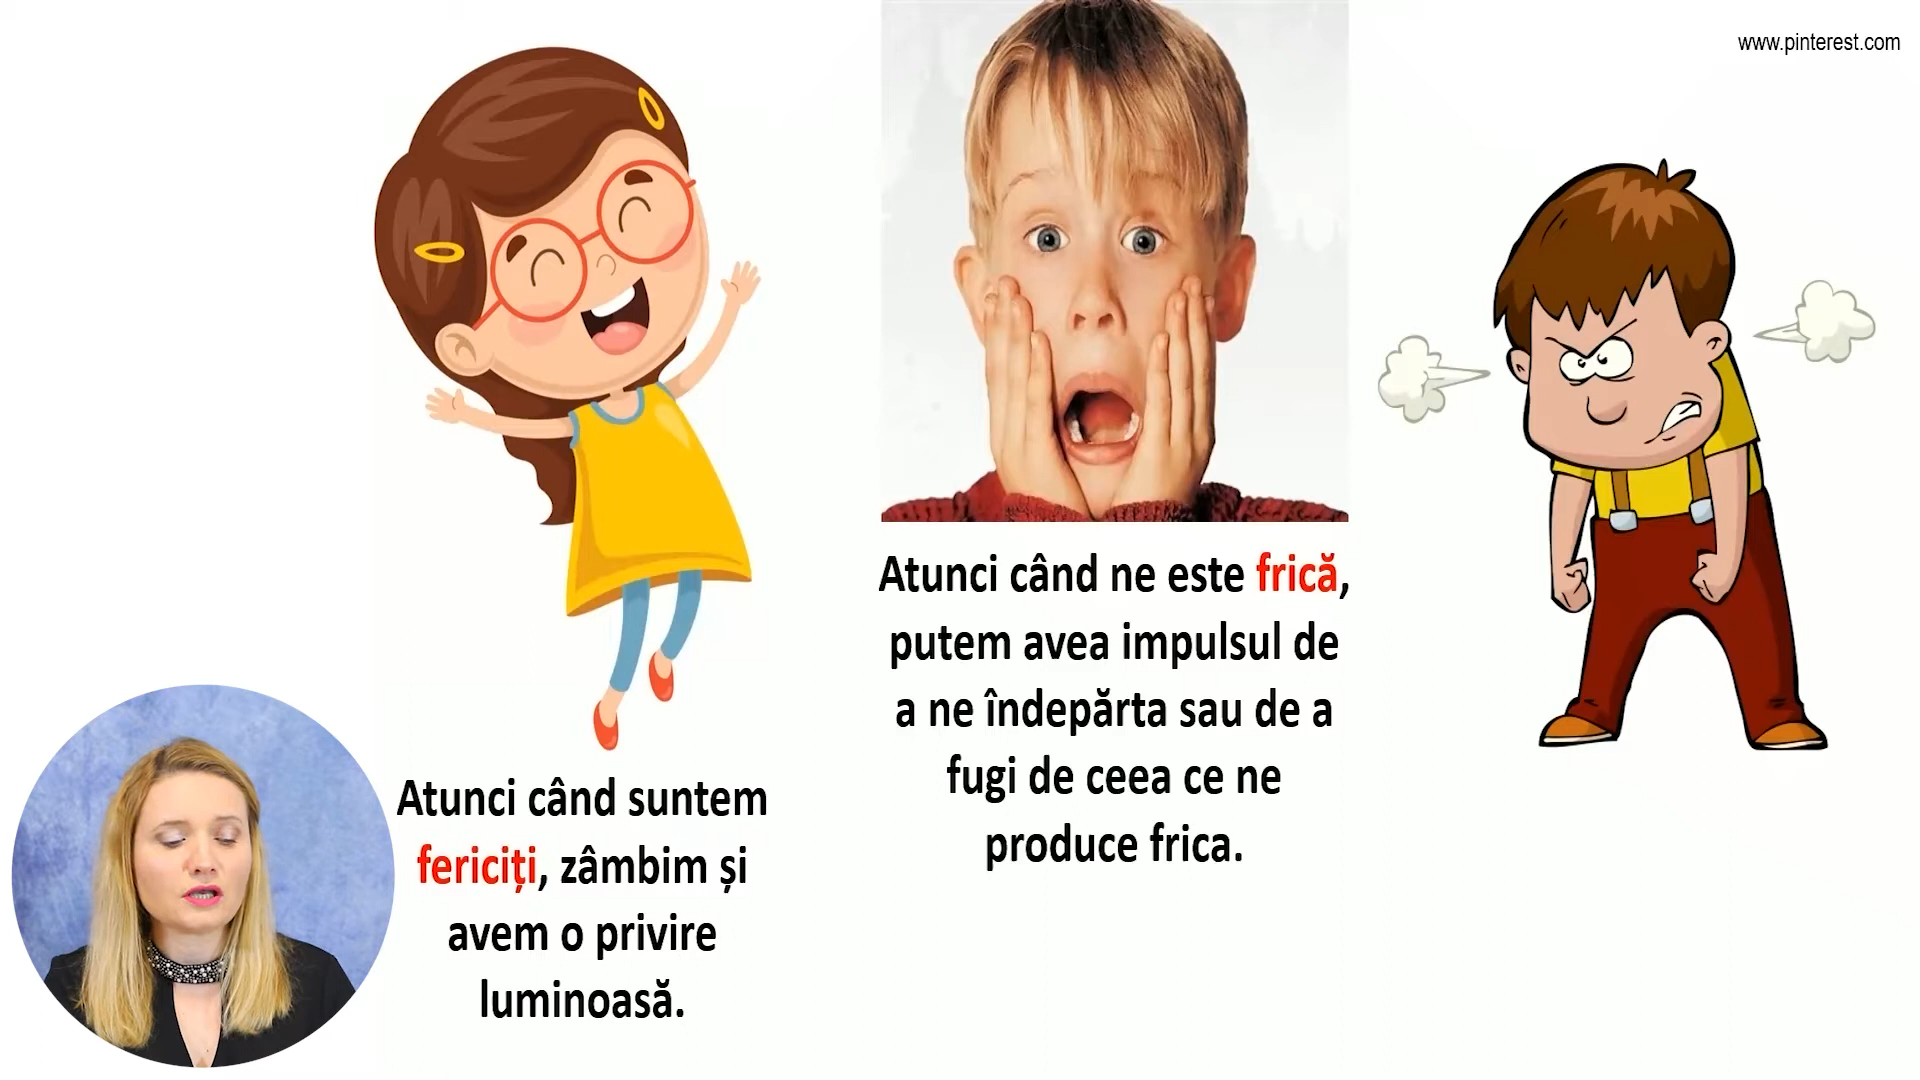 www.pinterest.com
Atunci când suntem
fericiți, zâmbim și
avem o privire
luminoasă.
Atunci când ne este frică,
putem avea impulsul de
a ne îndepărta sau de a
fugi de ceea ce ne
produce frica.